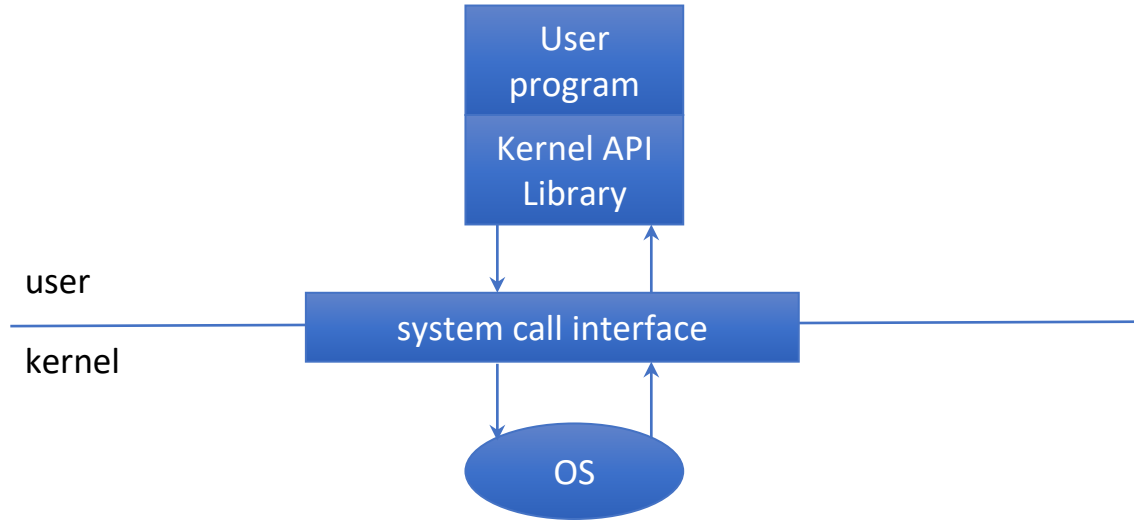 User
program
Kernel API
Library
user
system call interface
kernel
OS